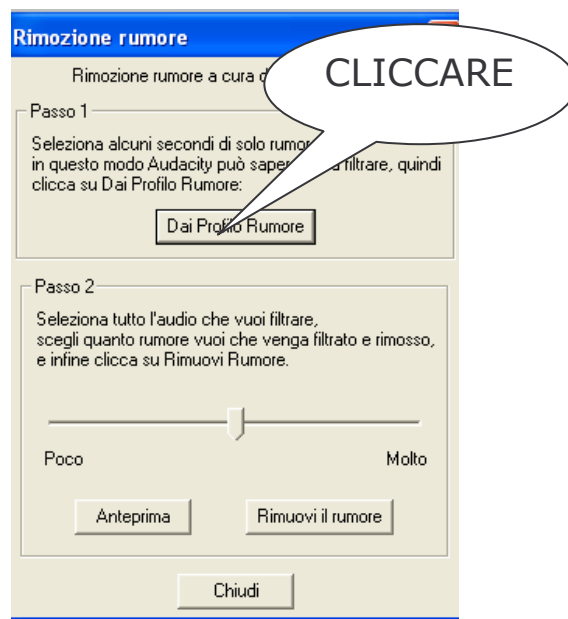 Rimozione rumore
CLICCARE
Rimozione rumore a cura
Passo 1
Seleziona alcuni secondi di solo
in questo modo Audacity può filtrare, quindi
clicca su Dai Profilo Rumore:
Dai Profilo Rumore
Passo 2
Seleziona tutto l'audio che vuoi filtrare,
scegli quanto rumore vuoi che venga filtrato e rimosso,
e infine clicca su Rimuovi Rumore.
Poco Molto
Anteprima Rimuovi il rumore
Chiudi